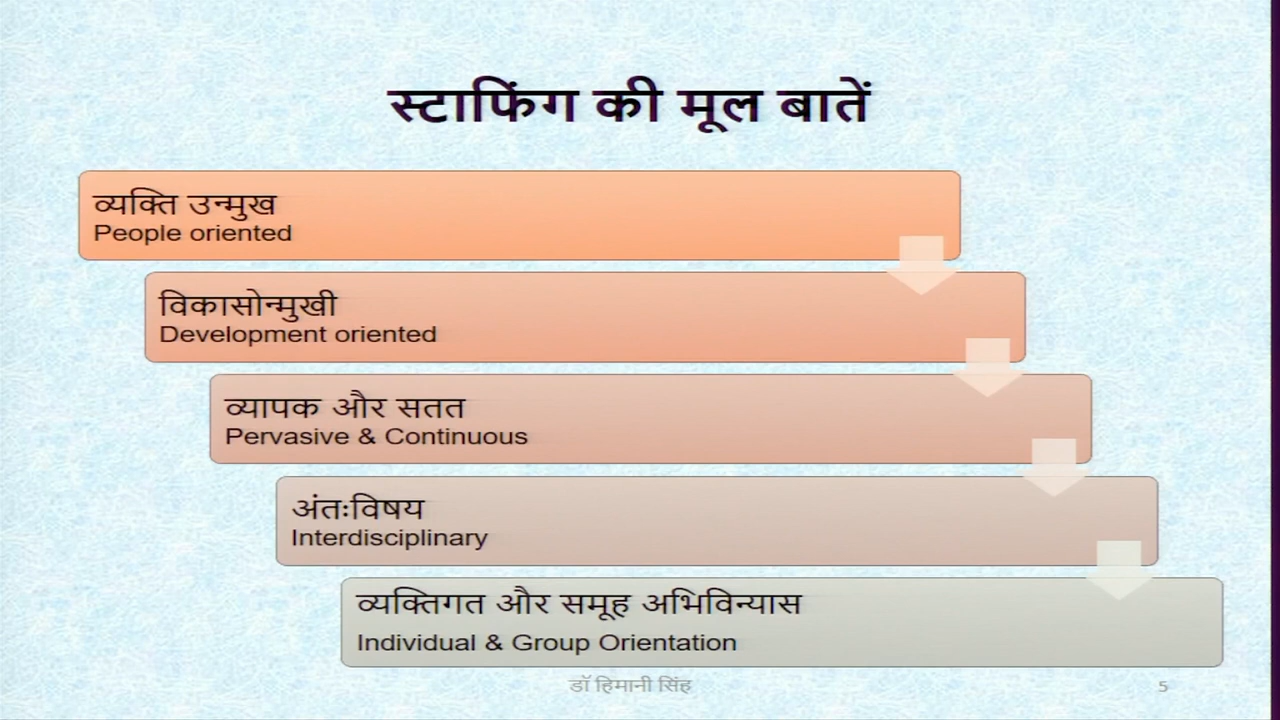 स्टाफिंग की मूल बातें
व्यक्ति उन्मुख
People oriented
विकासोन्मुखी
Development oriented
व्यापक और सतत
Pervasive & Continuous
अंतःविषय
Interdisciplinary
व्यक्तिगत और समूह अभिविन्यास
Individual & Group Orientation
डॉ हिमानी सिंह
5